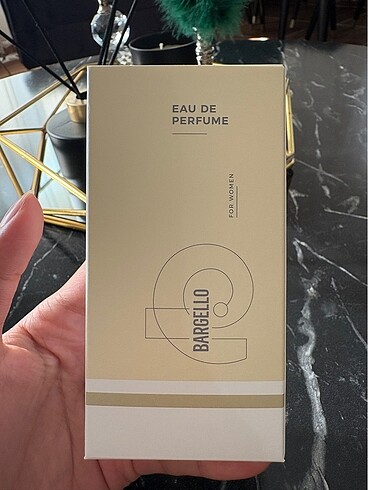 EAU DE
PERFUME
FOR WOMEN
BARGELLO